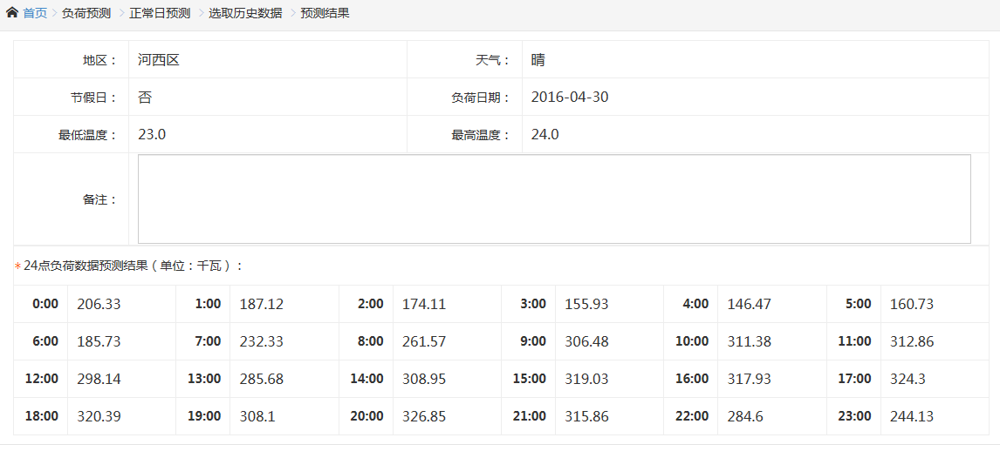 首页 > 负荷预测 > 正常日预测 > 选取历史数据 > 预测结果
地区： 河西区 天气： 晴
节假日： 否 负荷日期： 2016-04-30
最低温度： 23.0 最高温度： 24.0
备注：
*24点负荷数据预测结果（单位：千瓦）：
0:00 206.33 1:00 187.12 2:00 174.11 3:00 155.93 4:00 146.47 5:00 160.73
6:00 185.73 7:00 232.33 8:00 261.57 9:00 306.48 10:00 311.38 11:00 312.86
12:00 298.14 13:00 285.68 14:00 308.95 15:00 319.03 16:00 317.93 17:00 324.3
18:00 320.39 19:00 308.1 20:00 326.85 21:00 315.86 22:00 284.6 23:00 244.13